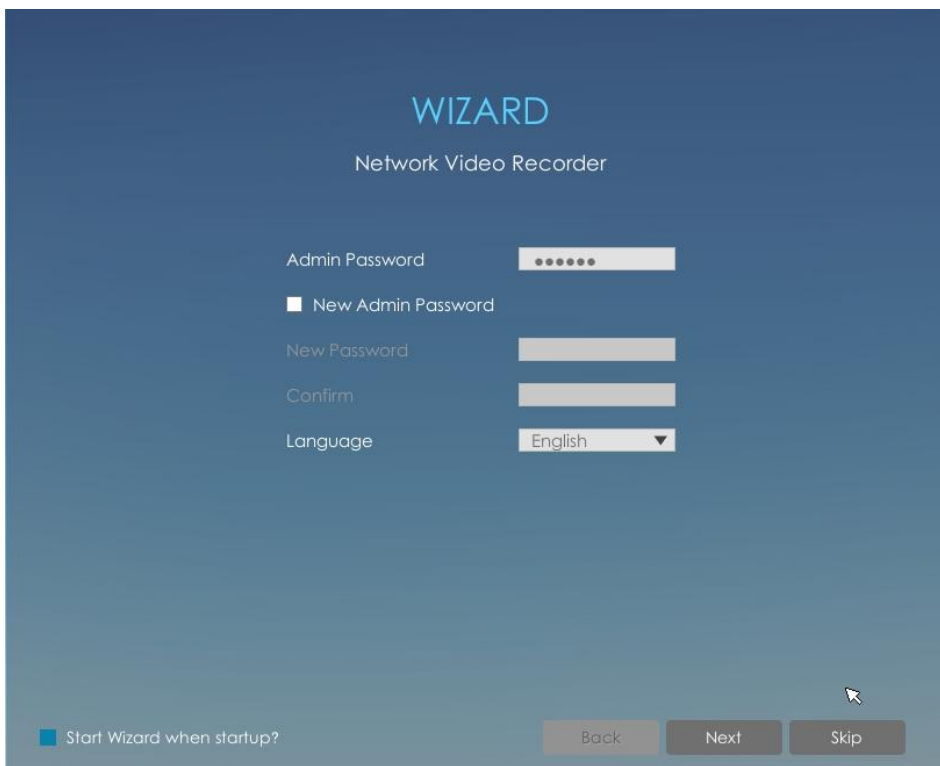 WIZARD
Network Video Recorder
Admin Password ●●●●●●
New Admin Password
New Password
Confirm
Language English
Start Wizard when startup? Back Next Skip